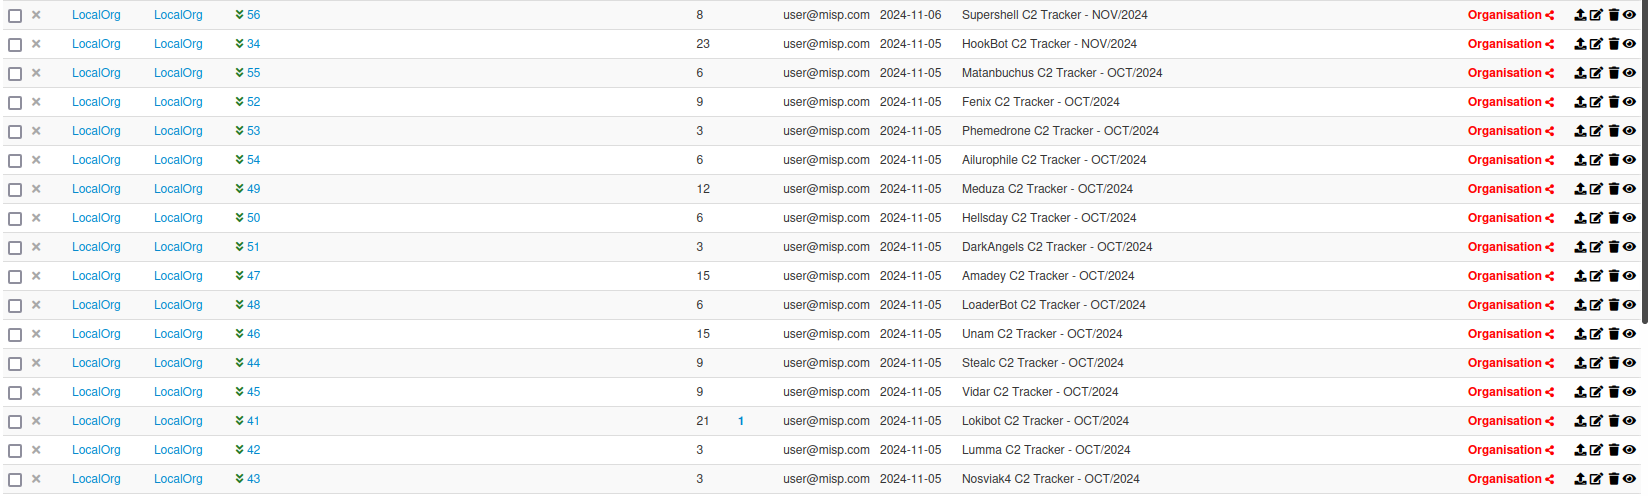 LocalOrg LocalOrg 56 8 user@misp.com 2024-11-06 Supershell C2 Tracker - NOV/2024 Organisation
LocalOrg LocalOrg 34 23 user@misp.com 2024-11-05 HookBot C2 Tracker - NOV/2024 Organisation
LocalOrg LocalOrg 55 6 user@misp.com 2024-11-05 Matanbuchus C2 Tracker - OCT/2024 Organisation
LocalOrg LocalOrg 52 9 user@misp.com 2024-11-05 Fenix C2 Tracker - OCT/2024 Organisation
LocalOrg LocalOrg 53 3 user@misp.com 2024-11-05 Phemedrone C2 Tracker - OCT/2024 Organisation
LocalOrg LocalOrg 54 6 user@misp.com 2024-11-05 Ailurophile C2 Tracker - OCT/2024 Organisation
LocalOrg LocalOrg 49 12 user@misp.com 2024-11-05 Meduza C2 Tracker - OCT/2024 Organisation
LocalOrg LocalOrg 50 6 user@misp.com 2024-11-05 Hellsday C2 Tracker - OCT/2024 Organisation
LocalOrg LocalOrg 51 3 user@misp.com 2024-11-05 DarkAngels C2 Tracker - OCT/2024 Organisation
LocalOrg LocalOrg 47 15 user@misp.com 2024-11-05 Amadey C2 Tracker - OCT/2024 Organisation
LocalOrg LocalOrg 48 6 user@misp.com 2024-11-05 LoaderBot C2 Tracker - OCT/2024 Organisation
LocalOrg LocalOrg 46 15 user@misp.com 2024-11-05 Unam C2 Tracker - OCT/2024 Organisation
LocalOrg LocalOrg 44 9 user@misp.com 2024-11-05 Stealc C2 Tracker - OCT/2024 Organisation
LocalOrg LocalOrg 45 9 user@misp.com 2024-11-05 Vidar C2 Tracker - OCT/2024 Organisation
LocalOrg LocalOrg 41 21 1 user@misp.com 2024-11-05 Lokibot C2 Tracker - OCT/2024 Organisation
LocalOrg LocalOrg 42 3 user@misp.com 2024-11-05 Lumma C2 Tracker - OCT/2024 Organisation
LocalOrg LocalOrg 43 3 user@misp.com 2024-11-05 Nosviak4 C2 Tracker - OCT/2024 Organisation